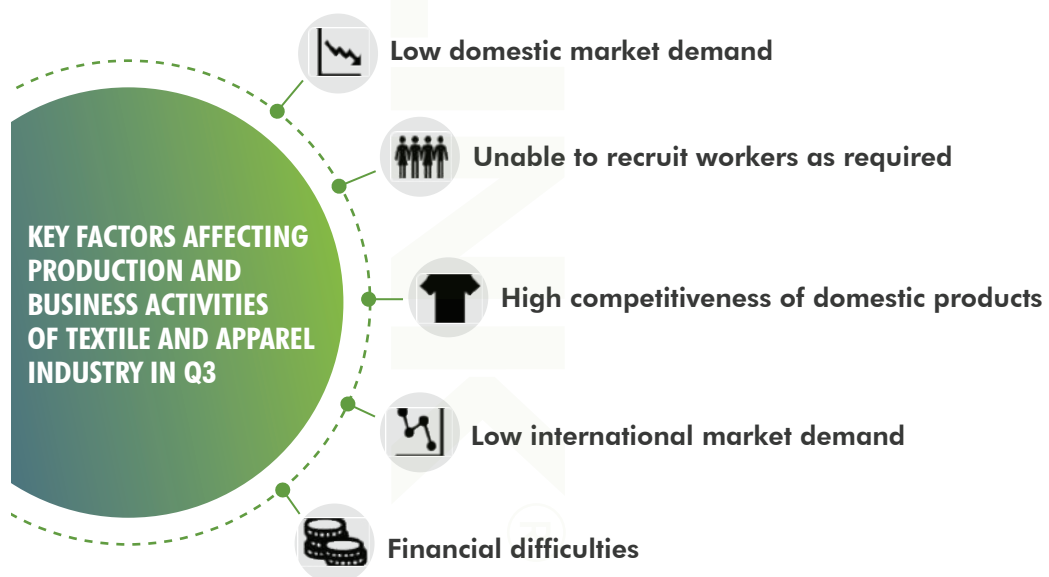 Low domestic market demand
Unable to recruit workers as required
KEY FACTORS AFFECTING
PRODUCTION AND
BUSINESS ACTIVITIES
OF TEXTILE AND APPAREL
INDUSTRY IN Q3
High competitiveness of domestic products
Low international market demand
Financial difficulties